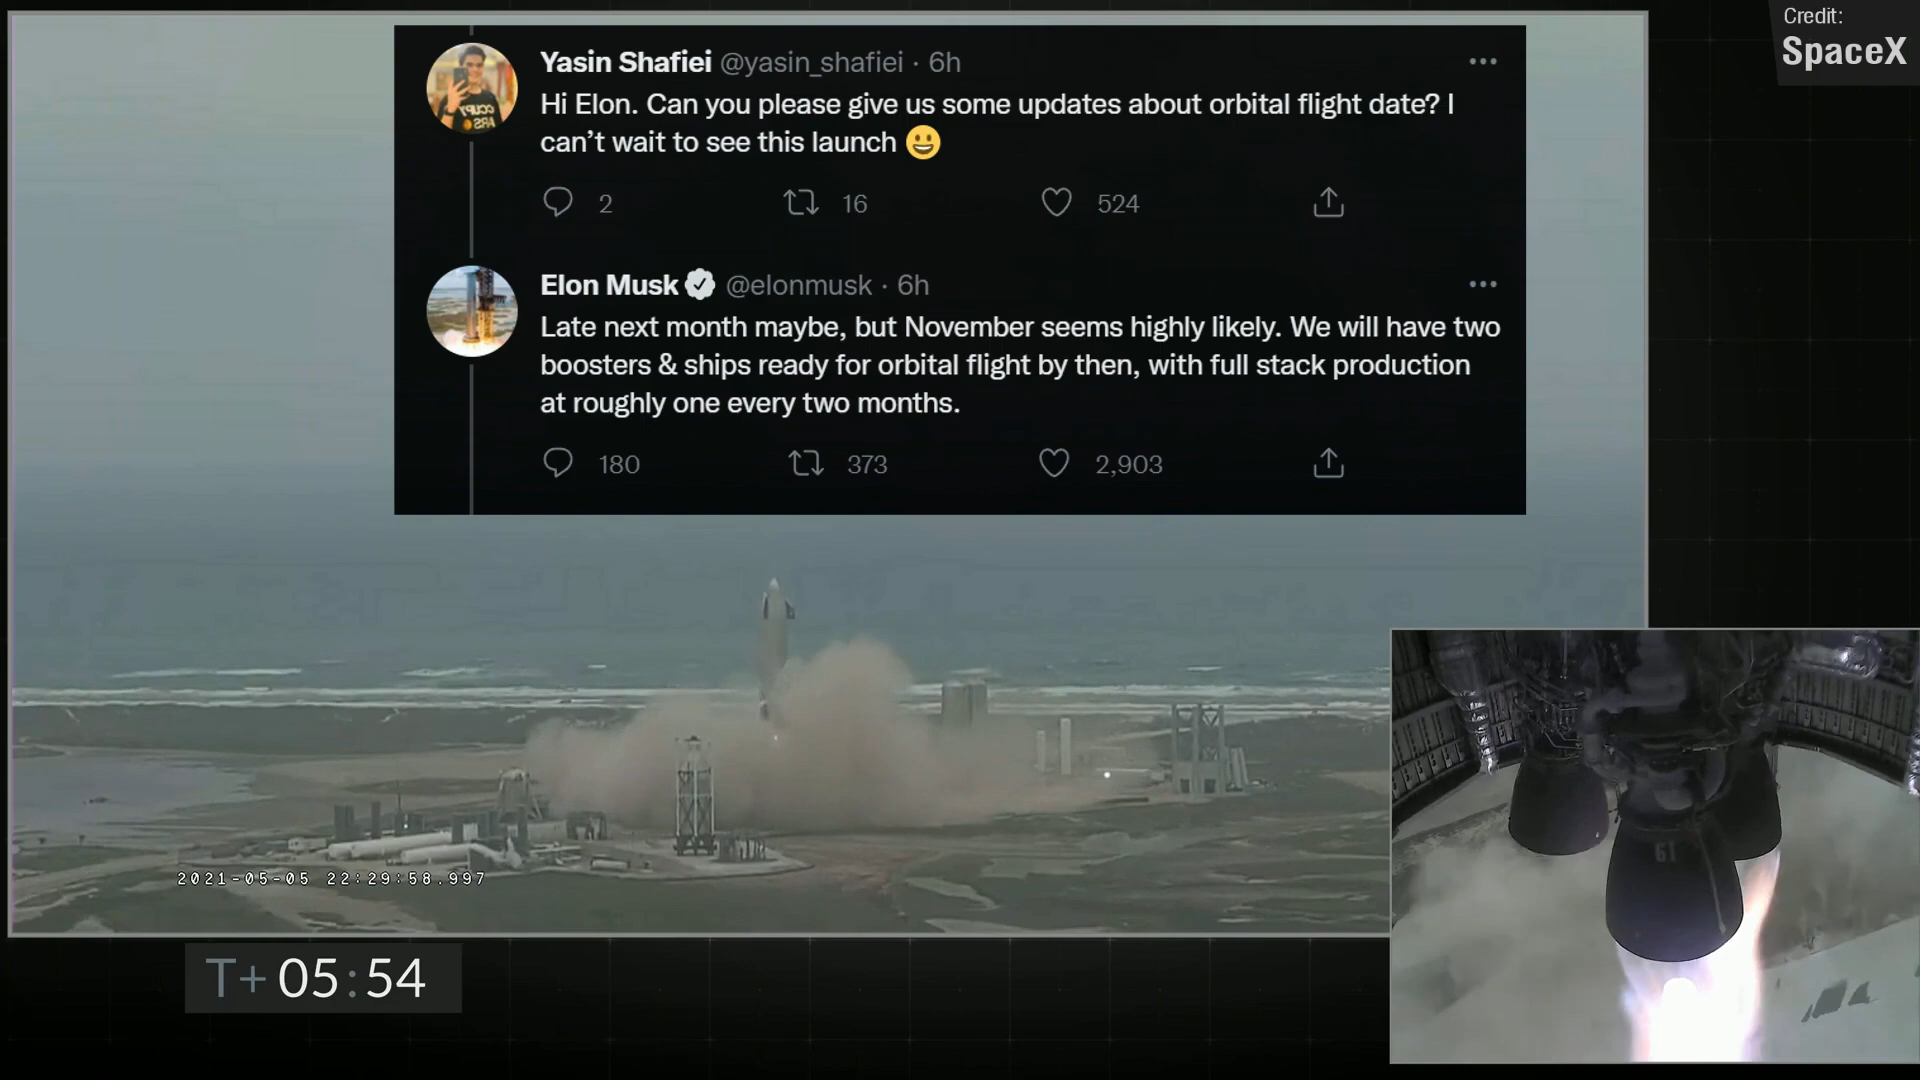 Credit:
SpaceX
Yasin Shafiei @yasin_shafiei · 6h
Hi Elon. Can you please give us some updates about orbital flight date? I
can’t wait to see this launch 😀
2 16 524
Elon Musk @elonmusk · 6h
Late next month maybe, but November seems highly likely. We will have two
boosters & ships ready for orbital flight by then, with full stack production
at roughly one every two months.
180 373 2,903
2021-05-05 22:29:58.997
61
T+ 05:54